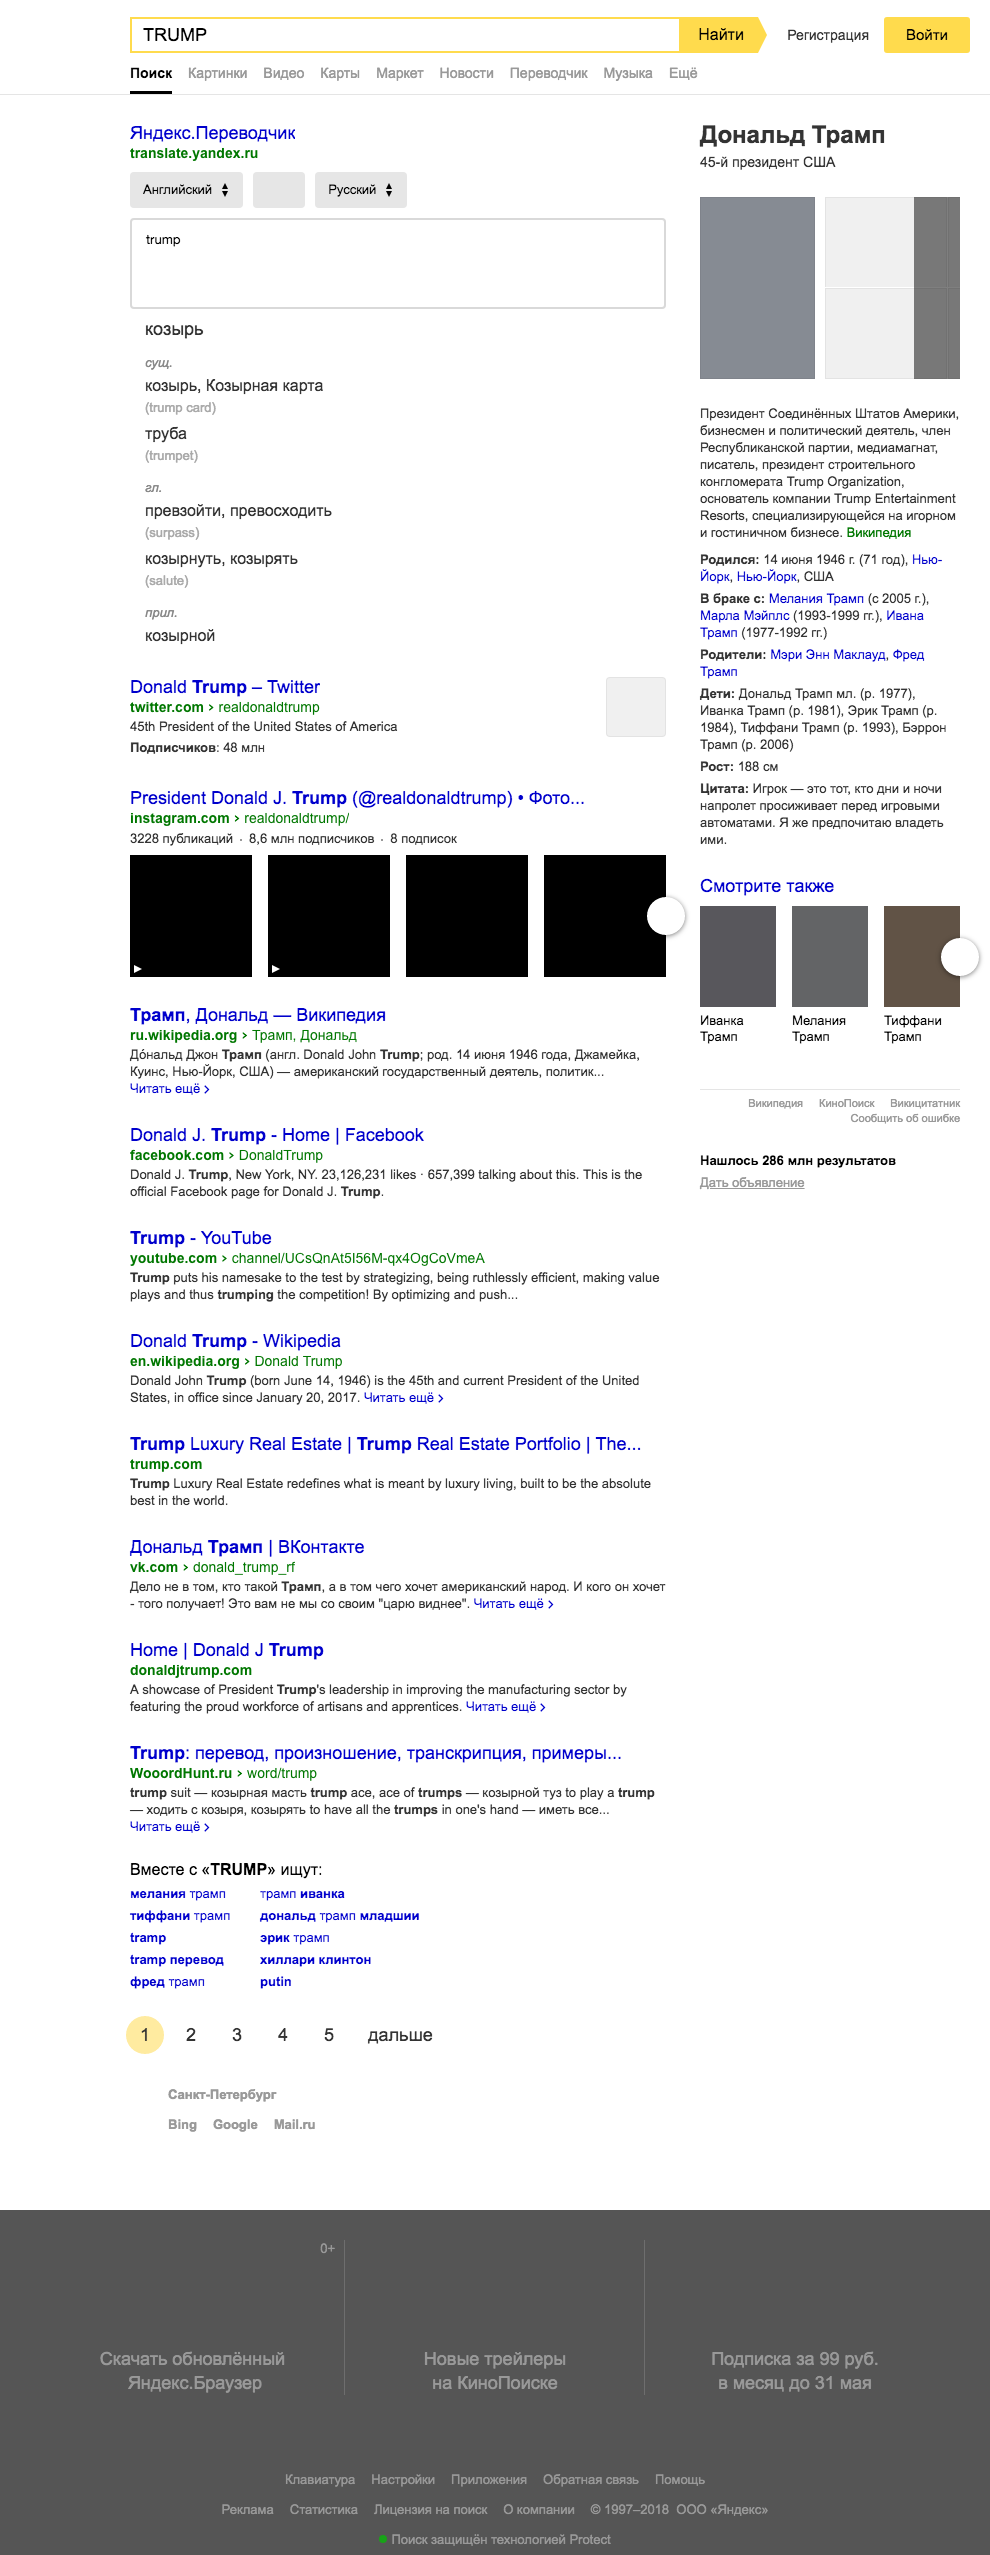 TRUMP
Найти
Регистрация
Войти
Поиск Картинки Видео Карты Маркет Новости Переводчик Музыка Ещё
Яндекс.Переводчик
translate.yandex.ru
Английский Русский
trump
козырь
сущ.
козырь, Козырная карта
(trump card)
труба
(trumpet)
гл.
превзойти, превосходить
(surpass)
козырнуть, козырять
(salute)
прил.
козырной
Donald Trump – Twitter
twitter.com › realdonaldtrump
45th President of the United States of America
Подписчиков: 48 млн
President Donald J. Trump (@realdonaldtrump) • Фото...
instagram.com › realdonaldtrump/
3228 публикаций · 8,6 млн подписчиков · 8 подписок
Трамп, Дональд — Википедия
ru.wikipedia.org › Трамп, Дональд
До́нальд Джон Трамп (англ. Donald John Trump; род. 14 июня 1946 года, Джамейка,
Куинс, Нью-Йорк, США) — американский государственный деятель, политик...
Читать ещё ›
Donald J. Trump - Home | Facebook
facebook.com › DonaldTrump
Donald J. Trump, New York, NY. 23,126,231 likes · 657,399 talking about this. This is the
official Facebook page for Donald J. Trump.
Trump - YouTube
youtube.com › channel/UCsQnAt5I56M-qx4OgCoVmeA
Trump puts his namesake to the test by strategizing, being ruthlessly efficient, making value
plays and thus trumping the competition! By optimizing and push...
Donald Trump - Wikipedia
en.wikipedia.org › Donald Trump
Donald John Trump (born June 14, 1946) is the 45th and current President of the United
States, in office since January 20, 2017. Читать ещё ›
Trump Luxury Real Estate | Trump Real Estate Portfolio | The...
trump.com
Trump Luxury Real Estate redefines what is meant by luxury living, built to be the absolute
best in the world.
Дональд Трамп | ВКонтакте
vk.com › donald_trump_rf
Дело не в том, кто такой Трамп, а в том чего хочет американский народ. И кого он хочет
- того получает! Это вам не мы со своим "царю виднее". Читать ещё ›
Home | Donald J Trump
donaldjtrump.com
A showcase of President Trump's leadership in improving the manufacturing sector by
featuring the proud workforce of artisans and apprentices. Читать ещё ›
Trump: перевод, произношение, транскрипция, примеры...
WooordHunt.ru › word/trump
trump suit — козырная масть trump ace, ace of trumps — козырной туз to play a trump
— ходить с козыря, козырять to have all the trumps in one's hand — иметь все...
Читать ещё ›
Вместе с «TRUMP» ищут:
мелания трамп трамп иванка
тиффани трамп дональд трамп младшии
tramp эрик трамп
tramp перевод хиллари клинтон
фред трамп putin
1 2 3 4 5 дальше
Санкт-Петербург
Bing Google Mail.ru
Дональд Трамп
45-й президент США
Президент Соединённых Штатов Америки,
бизнесмен и политический деятель, член
Республиканской партии, медиамагнат,
писатель, президент строительного
конгломерата Trump Organization,
основатель компании Trump Entertainment
Resorts, специализирующейся на игорном
и гостиничном бизнесе. Википедия
Родился: 14 июня 1946 г. (71 год), Нью-
Йорк, Нью-Йорк, США
В браке с: Мелания Трамп (с 2005 г.),
Марла Мэйплс (1993-1999 гг.), Ивана
Трамп (1977-1992 гг.)
Родители: Мэри Энн Маклауд, Фред
Трамп
Дети: Дональд Трамп мл. (р. 1977),
Иванка Трамп (р. 1981), Эрик Трамп (р.
1984), Тиффани Трамп (р. 1993), Бэррон
Трамп (р. 2006)
Рост: 188 см
Цитата: Игрок — это тот, кто дни и ночи
напролет просиживает перед игровыми
автоматами. Я же предпочитаю владеть
ими.
Смотрите также
Иванка Мелания Тиффани
Трамп Трамп Трамп
Википедия КиноПоиск Викицитатник
Сообщить об ошибке
Нашлось 286 млн результатов
Дать объявление
0+
Скачать обновлённый
Яндекс.Браузер
Новые трейлеры
на КиноПоиске
Подписка за 99 руб.
в месяц до 31 мая
Клавиатура Настройки Приложения Обратная связь Помощь
Реклама Статистика Лицензия на поиск О компании © 1997–2018 ООО «Яндекс»
Поиск защищён технологией Protect